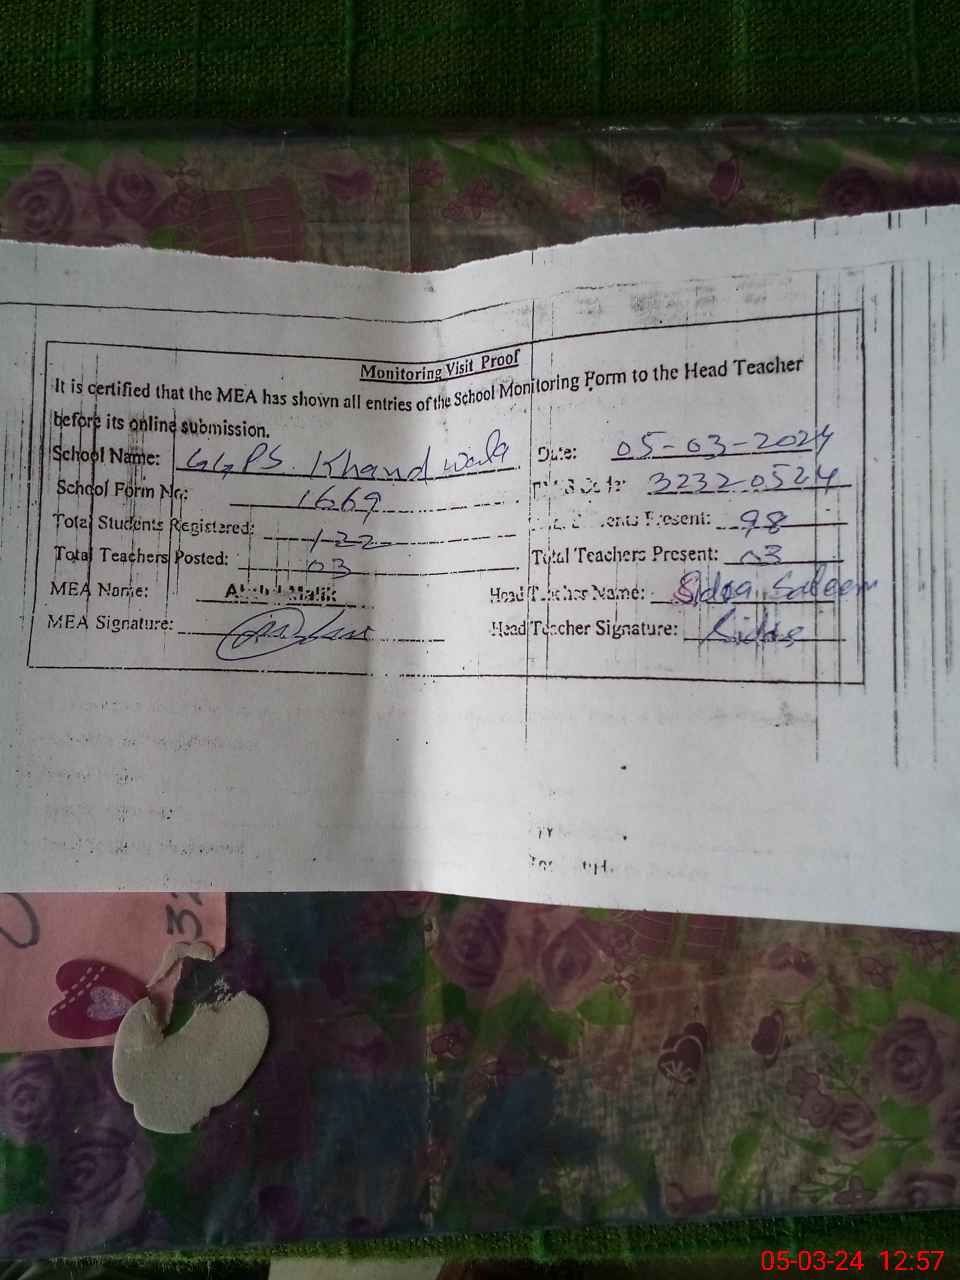 Monitoring Visit Proof
It is certified that the MEA has shown all entries of the School Monitoring Form to the Head Teacher
before its online submission.
School Name: GGPS Khandwala Date: 05-03-2024
School Form No: 1669 32320524
Total Students Registered: 122 Present: 98
Total Teachers Posted: 03 Total Teachers Present: 03
MEA Name: Malik Head Teacher Name: Sidra Saleem
MEA Signature: Head Teacher Signature: Sidra
05-03-24 12:57